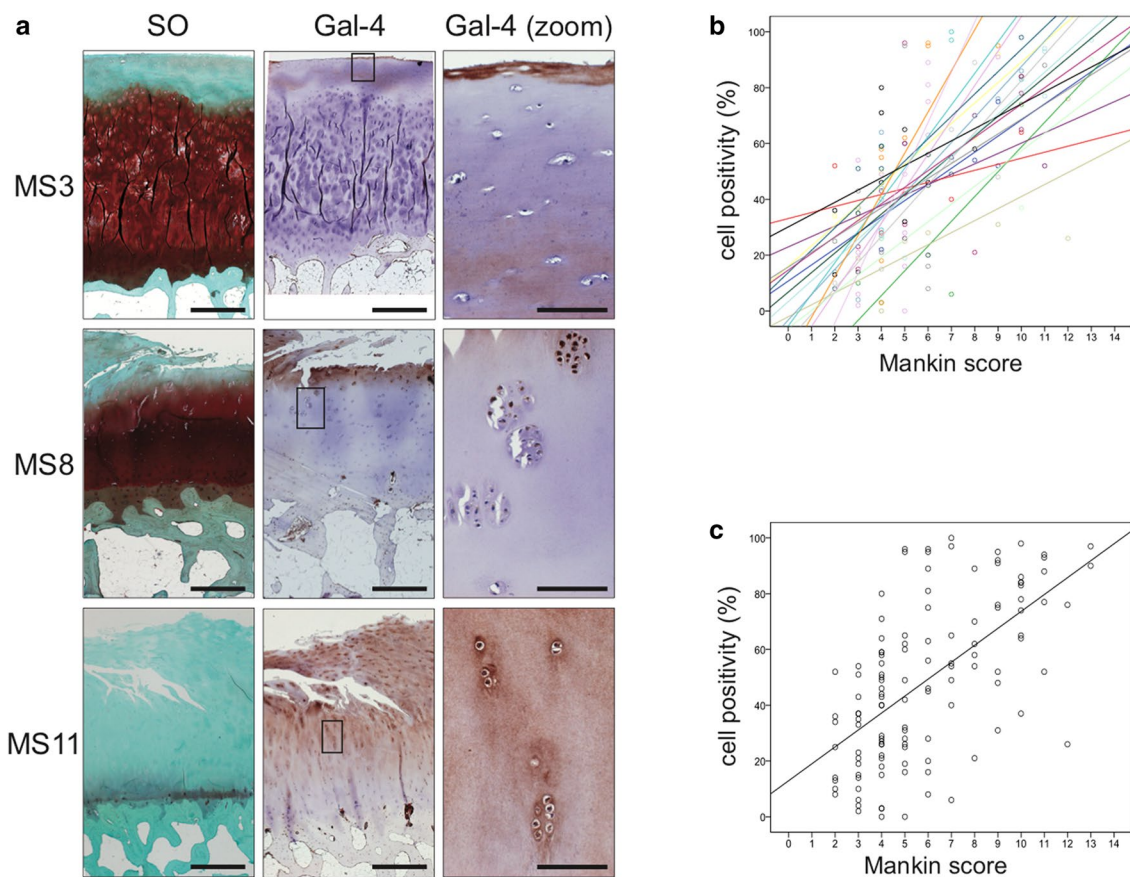 a
SO Gal-4 Gal-4 (zoom)
MS3
MS8
MS11
b
cell positivity (%)
100
80
60
40
20
0
0 1 2 3 4 5 6 7 8 9 10 11 12 13 14
Mankin score
c
cell positivity (%)
100
80
60
40
20
0
0 1 2 3 4 5 6 7 8 9 10 11 12 13 14
Mankin score